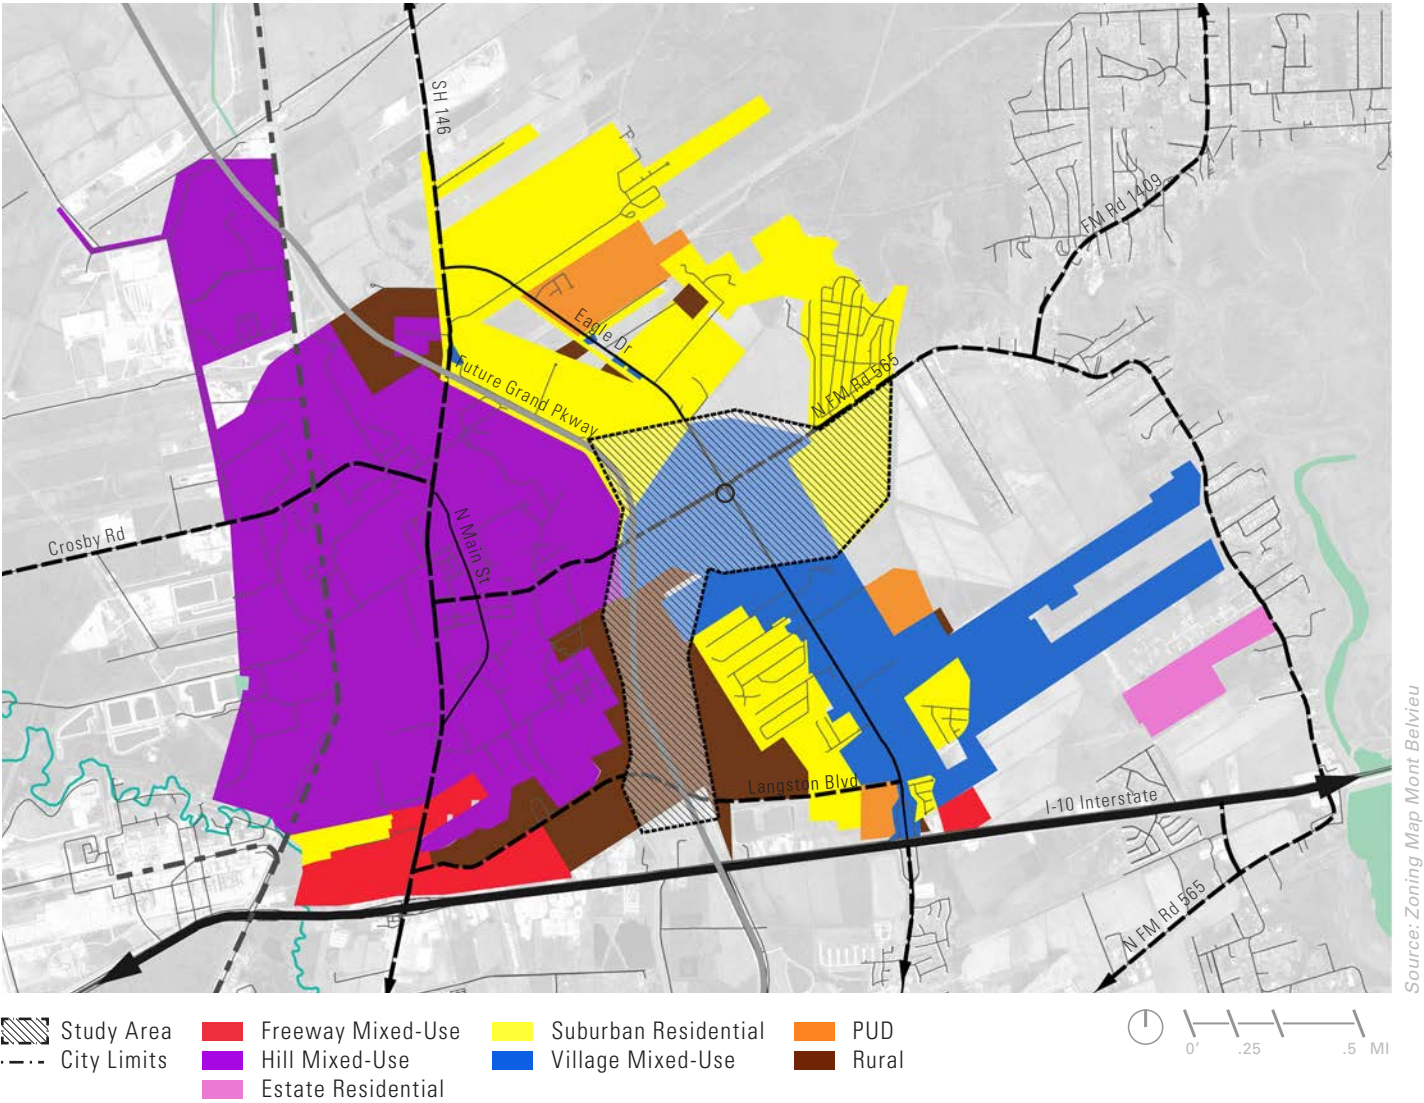 SH 146
FM Rd 1409
Eagle Dr
N FM Rd 565
Future Grand Pkway
Crosby Rd
N Main St
Langston Blvd
I-10 Interstate
N FM Rd 565
Source: Zoning Map Mont Belvieu
Study Area
City Limits
Freeway Mixed-Use
Hill Mixed-Use
Estate Residential
Suburban Residential
Village Mixed-Use
PUD
Rural
0' .25 .5 MI